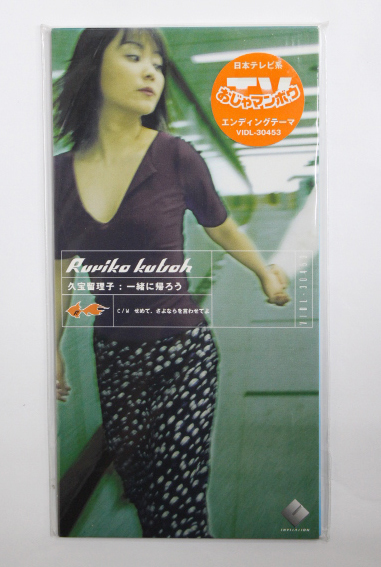 日本テレビ系
TV
おじゃマンボウ
エンディングテーマ
VIDL-30453
Ruriko kuboh
久宝留理子：一緒に帰ろう
C/W せめて、さよならを言わせてよ